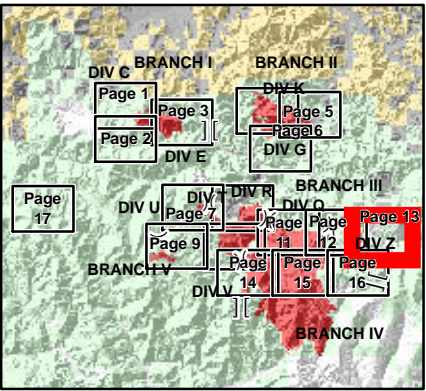 BRANCH I
BRANCH II
DIV C
DIV K
Page 1
Page 3
Page 5
Page 6
Page 2
DIV G
DIV E
BRANCH III
DIV R
Page
17
DIV U
DIV O
Page 7
Page
11
Page
12
Page 13
Page 9
DIV Z
BRANCH V
Page
14
Page
15
Page
16
DIV V
BRANCH IV